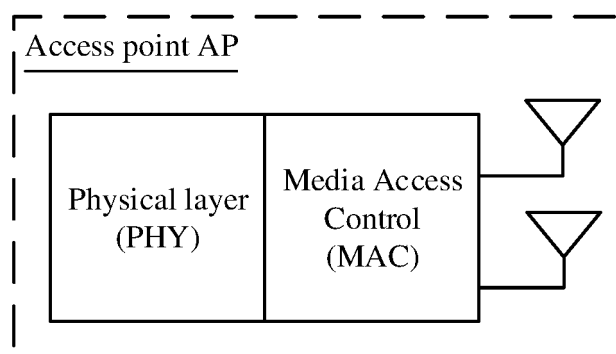 Access point AP
Physical layer
(PHY)
Media Access
Control
(MAC)